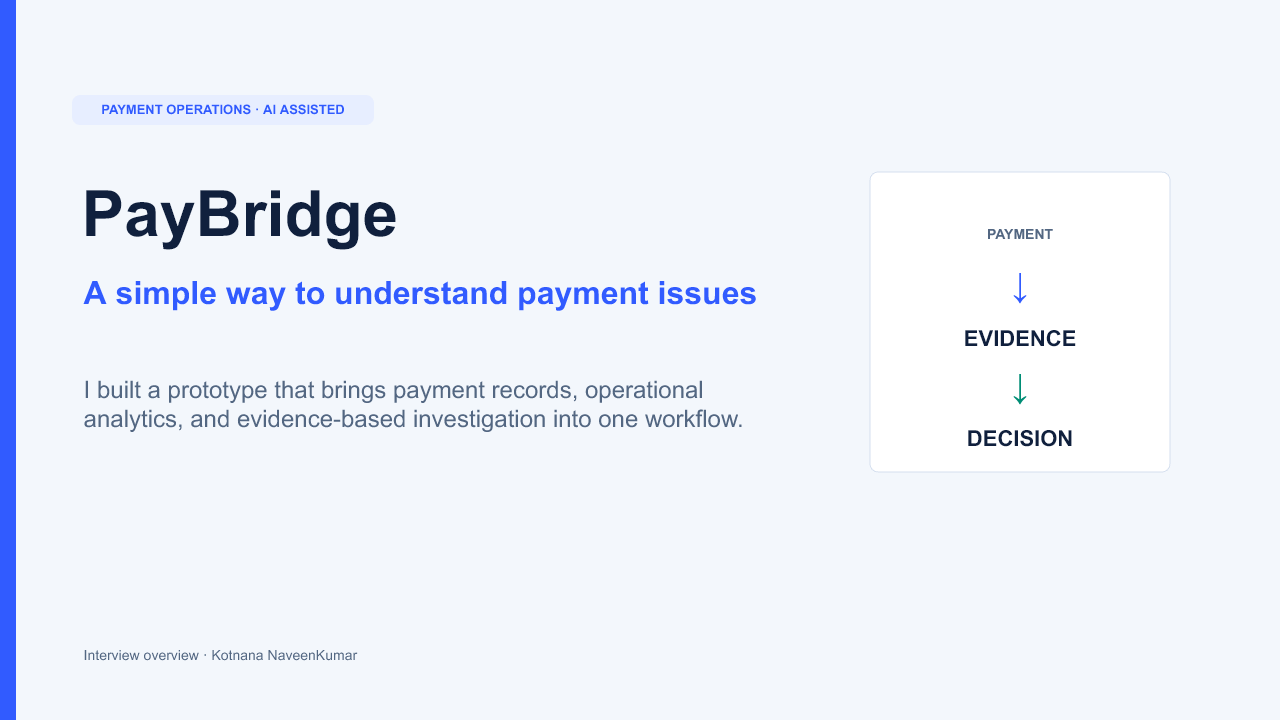 PAYMENT OPERATIONS · AI ASSISTED
PayBridge
A simple way to understand payment issues
I built a prototype that brings payment records, operational
analytics, and evidence-based investigation into one workflow.
PAYMENT
↓
EVIDENCE
↓
DECISION
Interview overview · Kotnana NaveenKumar